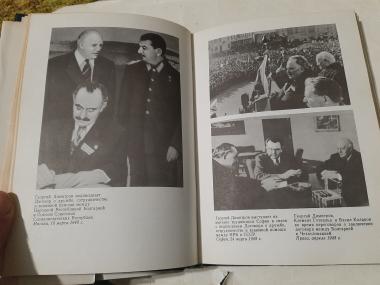 Георгий Димитров подписывает
Договор о дружбе, сотрудничестве
и взаимной помощи между
Народной Республикой Болгарией
и Союзом Советских
Социалистических Республик.
Москва, 18 марта 1948 г.
Георгий Димитров выступает на
митинге трудящихся Софии в связи
с подписанием Договора о дружбе,
сотрудничестве и взаимной помощи
между НРБ и СССР.
София, 24 марта 1948 г.
Георгий Димитров,
Клемент Готвальд и Васил Коларов
во время переговоров о заключении
договора между Болгарией
и Чехословакией.
Прага, апрель 1948 г.